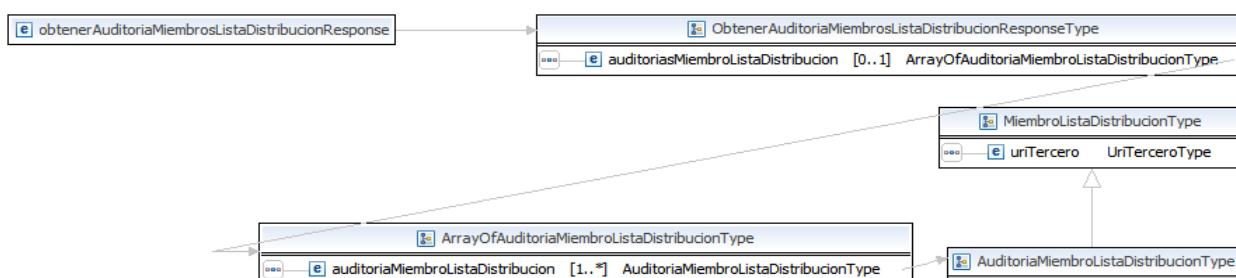 obtenerAuditoriaMiembrosListaDistribucionResponse
ObtenerAuditoriaMiembrosListaDistribucionResponseType
auditoriasMiembroListaDistribucion [0..1] ArrayOfAuditoriaMiembroListaDistribucionType
MiembroListaDistribucionType
uriTercero UriTerceroType
ArrayOfAuditoriaMiembroListaDistribucionType
auditoriaMiembroListaDistribucion [1..*] AuditoriaMiembroListaDistribucionType
AuditoriaMiembroListaDistribucionType